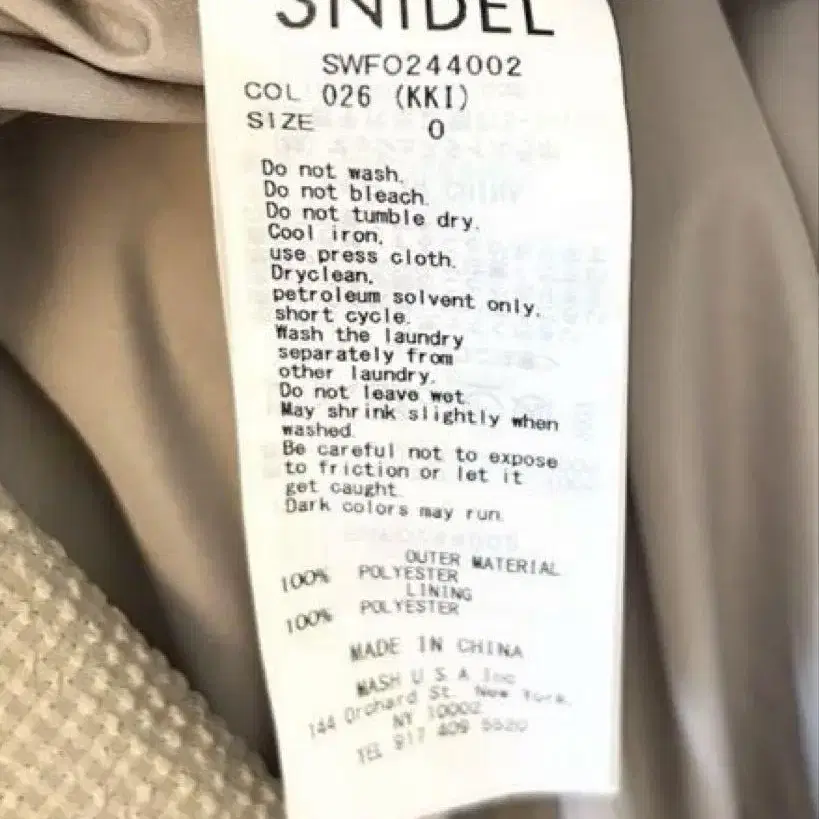 SNIDEL
SWFO244002
COL 026 (KKI)
SIZE 0
Do not wash.
Do not bleach.
Do not tumble dry.
Cool iron.
use press cloth.
Dryclean.
petroleum solvent only.
short cycle.
Wash the laundry
separately from
other laundry.
Do not leave wet.
May shrink slightly when
washed.
Be careful not to expose
to friction or let it
get caught.
Dark colors may run.
OUTER MATERIAL
100% POLYESTER
LINING
100% POLYESTER
MADE IN CHINA
MASH U S A Inc
144 Orchard St. New York,
NY 10002
TEL 917 409 5520